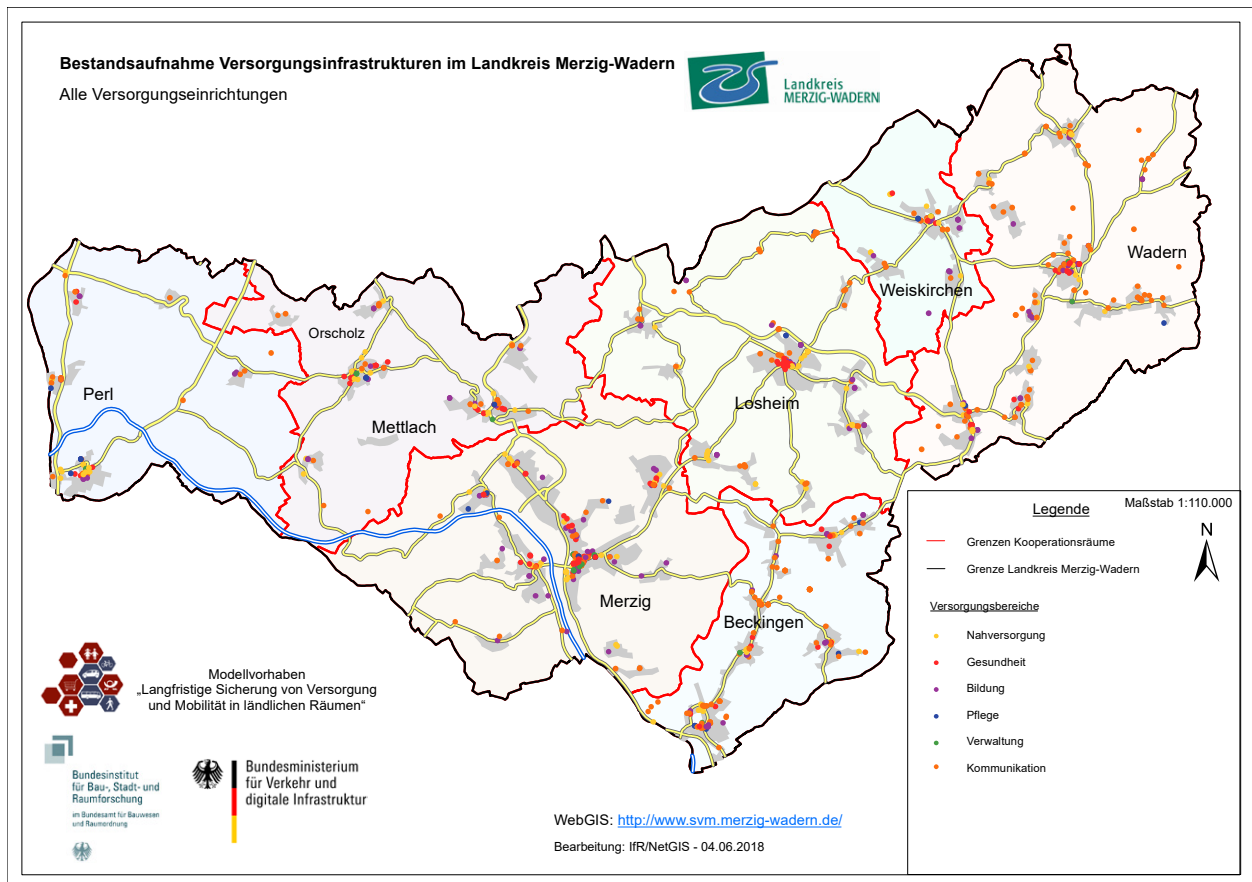 Bestandsaufnahme Versorgungsinfrastrukturen im Landkreis Merzig-Wadern
Alle Versorgungseinrichtungen
Landkreis
MERZIG-WADERN
Wadern
Weiskirchen
Orscholz
Perl
Mettlach
Losheim
Merzig
Beckingen
Legende
Maßstab 1:110.000
N
Grenzen Kooperationsräume
Grenze Landkreis Merzig-Wadern
Versorgungsbereiche
Nahversorgung
Gesundheit
Bildung
Pflege
Verwaltung
Kommunikation
Modellvorhaben
„Langfristige Sicherung von Versorgung
und Mobilität in ländlichen Räumen“
Bundesinstitut
für Bau-, Stadt- und
Raumforschung
im Bundesamt für Bauwesen
und Raumordnung
Bundesministerium
für Verkehr und
digitale Infrastruktur
WebGIS: http://www.svm.merzig-wadern.de/
Bearbeitung: IfR/NetGIS - 04.06.2018